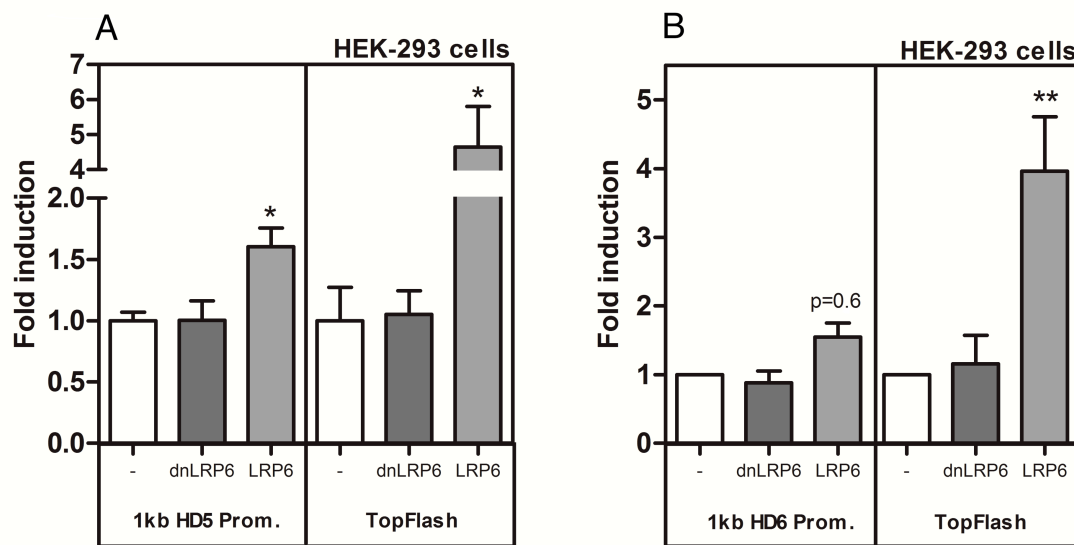 A
HEK-293 cells
Fold induction
7
6
5
4
2.0
1.5
1.0
0.5
0.0
*
*
- dnLRP6 LRP6 - dnLRP6 LRP6
1kb HD5 Prom. TopFlash
B
HEK-293 cells
Fold induction
5
4
3
2
1
0
p=0.6
**
- dnLRP6 LRP6 - dnLRP6 LRP6
1kb HD6 Prom. TopFlash